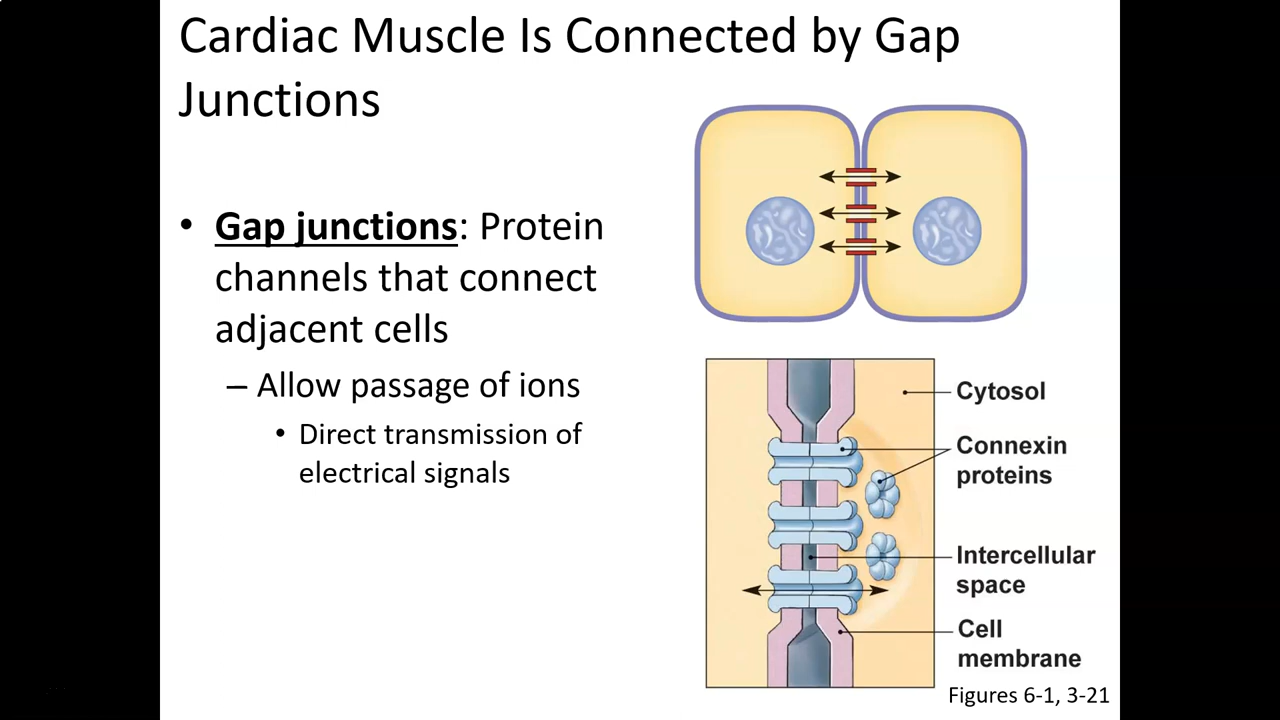 Cardiac Muscle Is Connected by Gap
Junctions
• Gap junctions: Protein
channels that connect
adjacent cells
– Allow passage of ions
• Direct transmission of
electrical signals
Cytosol
Connexin
proteins
Intercellular
space
Cell
membrane
Figures 6-1, 3-21